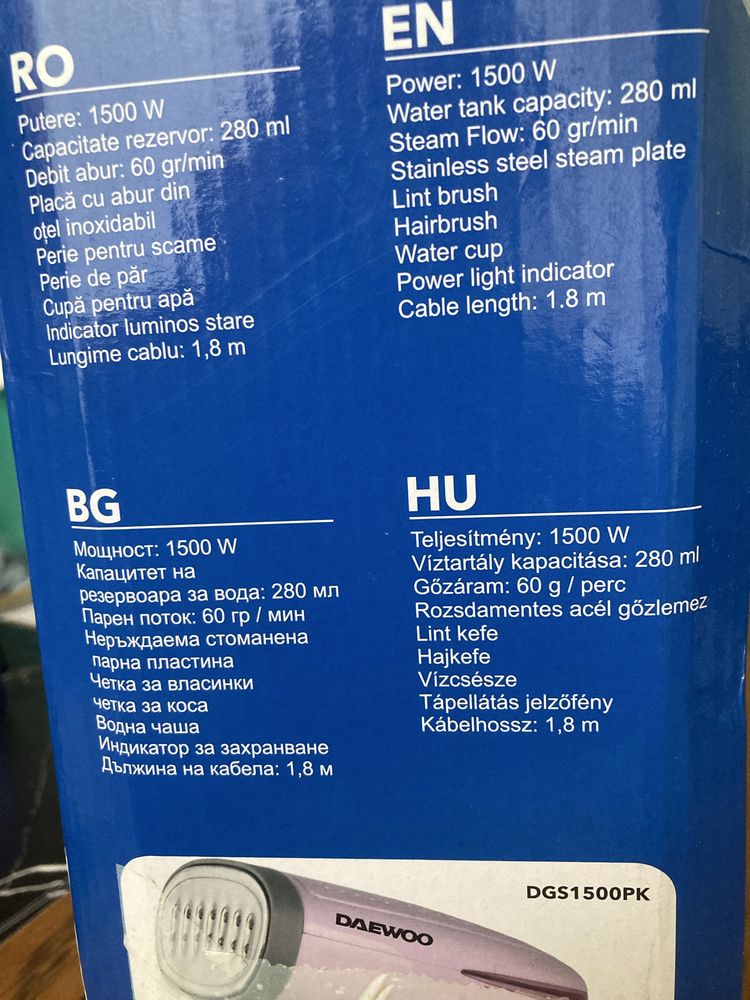 RO
Putere: 1500 W
Capacitate rezervor: 280 ml
Debit abur: 60 gr/min
Placă cu abur din
oțel inoxidabil
Perie pentru scame
Perie de păr
Cupă pentru apă
Indicator luminos stare
Lungime cablu: 1,8 m
EN
Power: 1500 W
Water tank capacity: 280 ml
Steam Flow: 60 gr/min
Stainless steel steam plate
Lint brush
Hairbrush
Water cup
Power light indicator
Cable length: 1.8 m
BG
Мощност: 1500 W
Капацитет на
резервоара за вода: 280 мл
Парен поток: 60 гр / мин
Неръждаема стоманена
парна пластина
Четка за власинки
четка за коса
Водна чаша
Индикатор за захранване
Дължина на кабела: 1,8 м
HU
Teljesítmény: 1500 W
Víztartály kapacitása: 280 ml
Gőzáram: 60 g / perc
Rozsdamentes acél gőzlemez
Lint kefe
Hajkefe
Vízcsésze
Tápellátás jelzőfény
Kábelhossz: 1,8 m
DGS1500PK
DAEWOO